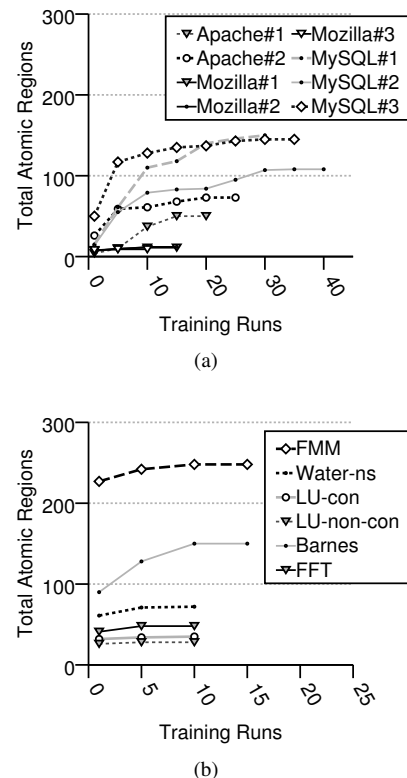 Total Atomic Regions
300
200
100
0
Apache#1
Apache#2
Mozilla#1
Mozilla#2
Mozilla#3
MySQL#1
MySQL#2
MySQL#3
0
10
20
30
40
Training Runs
(a)
Total Atomic Regions
300
200
100
0
FMM
Water-ns
LU-con
LU-non-con
Barnes
FFT
0
5
10
15
20
25
Training Runs
(b)